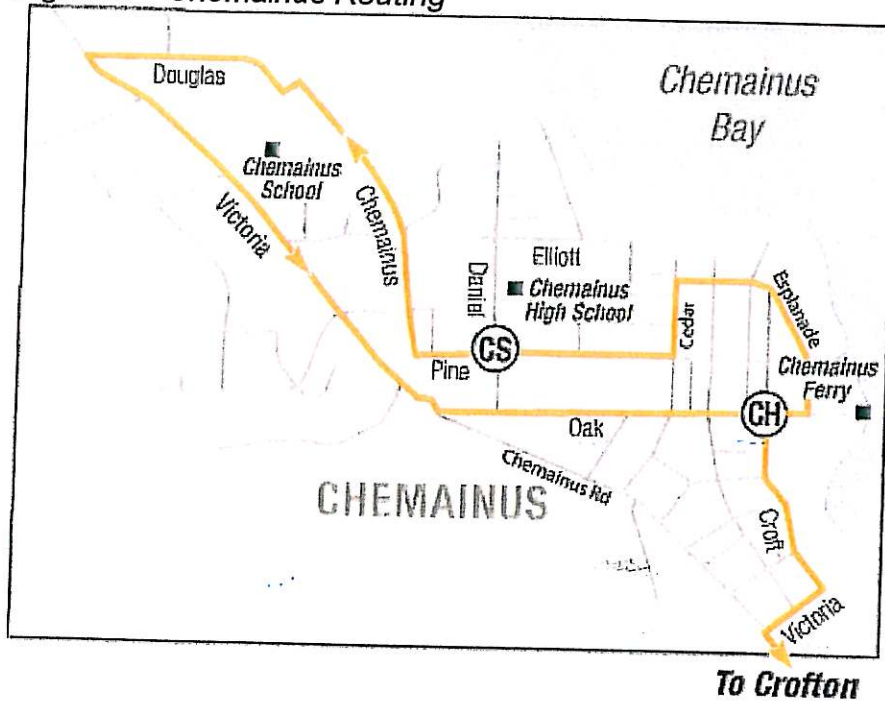 Chemainus Routing
Douglas
Chemainus
Bay
Chemainus
School
Victoria
Chemainus
Daniel
Elliott
Chemainus
High School
Cedar
Esplanade
Chemainus
Ferry
CS
Pine
CH
Oak
Chemainus Rd
CHEMAINUS
Croft
Victoria
To Crofton